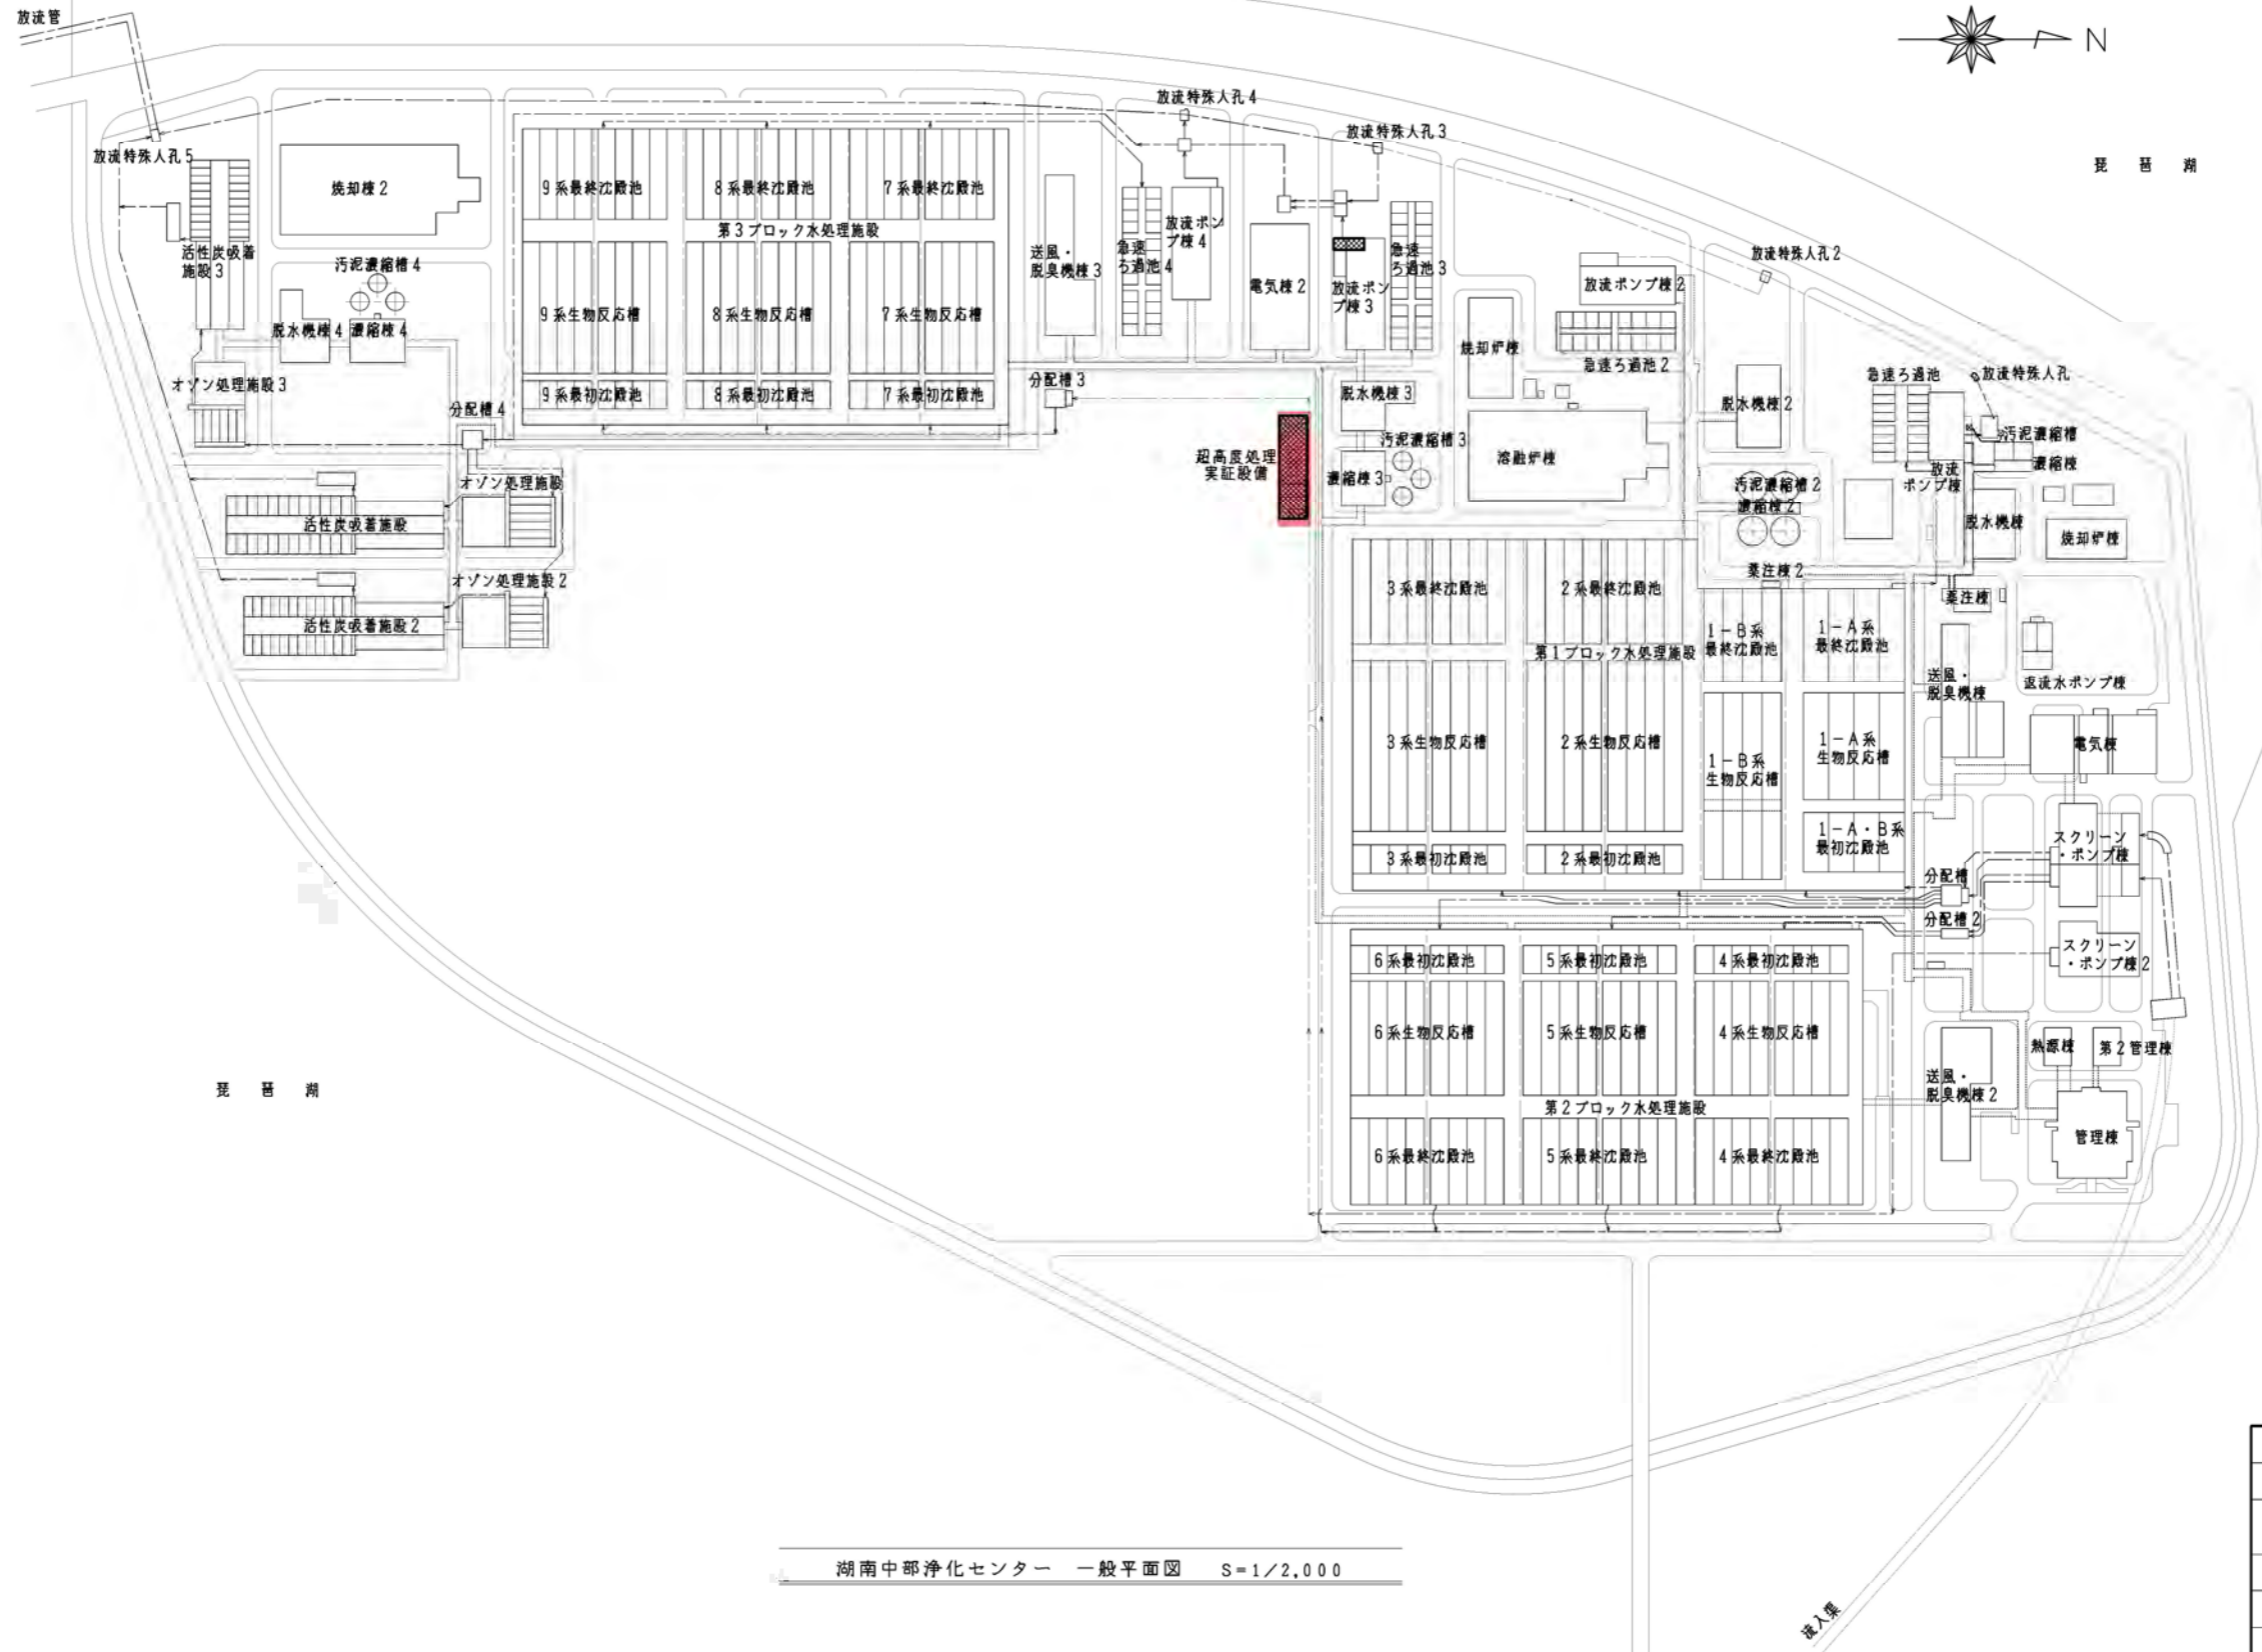 放流管
N
琵琶湖
放流特殊人孔4
放流特殊人孔3
放流特殊人孔5
焼却棟2
9系最終沈殿池
8系最終沈殿池
7系最終沈殿池
第3ブロック水処理施設
活性炭吸着
施設3
汚泥濃縮槽4
送風・
脱臭機棟3
急速
ろ過池4
放流ポン
プ棟4
電気棟2
放流ポン
プ棟3
急速
ろ過池3
放流ポンプ棟2
放流特殊人孔2
脱水機棟4
濃縮棟4
9系生物反応槽
8系生物反応槽
7系生物反応槽
焼却炉棟
急速ろ過池2
オゾン処理施設3
9系最初沈殿池
8系最初沈殿池
7系最初沈殿池
分配槽3
脱水機棟3
脱水機棟2
急速ろ過池
放流特殊人孔
分配槽4
汚泥濃縮槽3
超高度処理
実証設備
濃縮棟3
溶融炉棟
汚泥濃縮槽2
濃縮棟2
放流
ポンプ棟
汚泥濃縮槽
濃縮棟
脱水機棟
焼却炉棟
オゾン処理施設
活性炭吸着施設
オゾン処理施設2
活性炭吸着施設2
薬注棟2
薬注棟
3系最終沈殿池
2系最終沈殿池
1-B系
最終沈殿池
1-A系
最終沈殿池
第1ブロック水処理施設
送風・
脱臭機棟
返流水ポンプ棟
3系生物反応槽
2系生物反応槽
1-B系
生物反応槽
1-A系
生物反応槽
電気棟
3系最初沈殿池
2系最初沈殿池
1-A・B系
最初沈殿池
スクリーン
・ポンプ棟
分配槽
分配槽2
スクリーン
・ポンプ棟2
6系最初沈殿池
5系最初沈殿池
4系最初沈殿池
6系生物反応槽
5系生物反応槽
4系生物反応槽
熱源棟
第2管理棟
送風・
脱臭機棟2
第2ブロック水処理施設
管理棟
6系最終沈殿池
5系最終沈殿池
4系最終沈殿池
琵琶湖
湖南中部浄化センター 一般平面図 S=1/2,000
流入渠